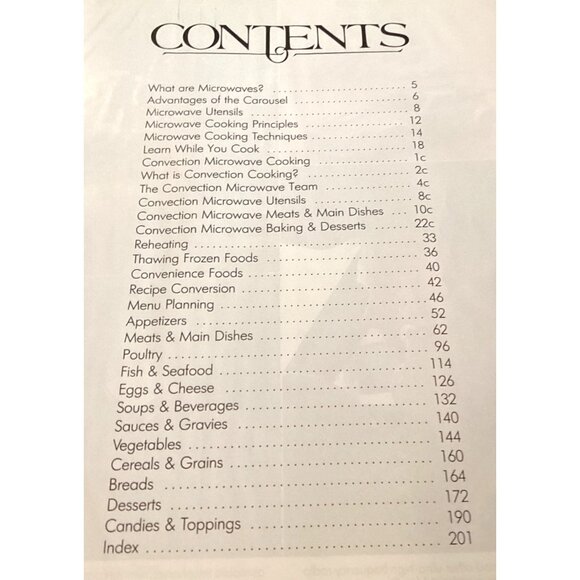 CONTENTS
What are Microwaves? . . . . . . . . . . . . . . . . . . . . . . . . 5
Advantages of the Carousel . . . . . . . . . . . . . . . . . . . . 6
Microwave Utensils . . . . . . . . . . . . . . . . . . . . . . . . . . 8
Microwave Cooking Principles . . . . . . . . . . . . . . . . . 12
Microwave Cooking Techniques . . . . . . . . . . . . . . . . 14
Learn While You Cook . . . . . . . . . . . . . . . . . . . . . . . 18
Convection Microwave Cooking . . . . . . . . . . . . . . . . 1c
What is Convection Cooking? . . . . . . . . . . . . . . . . . . 2c
The Convection Microwave Team . . . . . . . . . . . . . . . 4c
Convection Microwave Utensils . . . . . . . . . . . . . . . . . 8c
Convection Microwave Meats & Main Dishes . . . 10c
Convection Microwave Baking & Desserts . . . . . . 22c
Reheating . . . . . . . . . . . . . . . . . . . . . . . . . . . . . . . . . 33
Thawing Frozen Foods . . . . . . . . . . . . . . . . . . . . . . . 36
Convenience Foods . . . . . . . . . . . . . . . . . . . . . . . . . 40
Recipe Conversion . . . . . . . . . . . . . . . . . . . . . . . . . . 42
Menu Planning . . . . . . . . . . . . . . . . . . . . . . . . . . . . . 46
Appetizers . . . . . . . . . . . . . . . . . . . . . . . . . . . . . . . . 52
Meats & Main Dishes . . . . . . . . . . . . . . . . . . . . . . . . 62
Poultry . . . . . . . . . . . . . . . . . . . . . . . . . . . . . . . . . . . . 96
Fish & Seafood . . . . . . . . . . . . . . . . . . . . . . . . . . . . 114
Eggs & Cheese . . . . . . . . . . . . . . . . . . . . . . . . . . . . 126
Soups & Beverages . . . . . . . . . . . . . . . . . . . . . . . . . 132
Sauces & Gravies . . . . . . . . . . . . . . . . . . . . . . . . . . 140
Vegetables . . . . . . . . . . . . . . . . . . . . . . . . . . . . . . . . 144
Cereals & Grains . . . . . . . . . . . . . . . . . . . . . . . . . . . 160
Breads . . . . . . . . . . . . . . . . . . . . . . . . . . . . . . . . . . . 164
Desserts . . . . . . . . . . . . . . . . . . . . . . . . . . . . . . . . . . 172
Candies & Toppings . . . . . . . . . . . . . . . . . . . . . . . . 190
Index . . . . . . . . . . . . . . . . . . . . . . . . . . . . . . . . . . . . 201